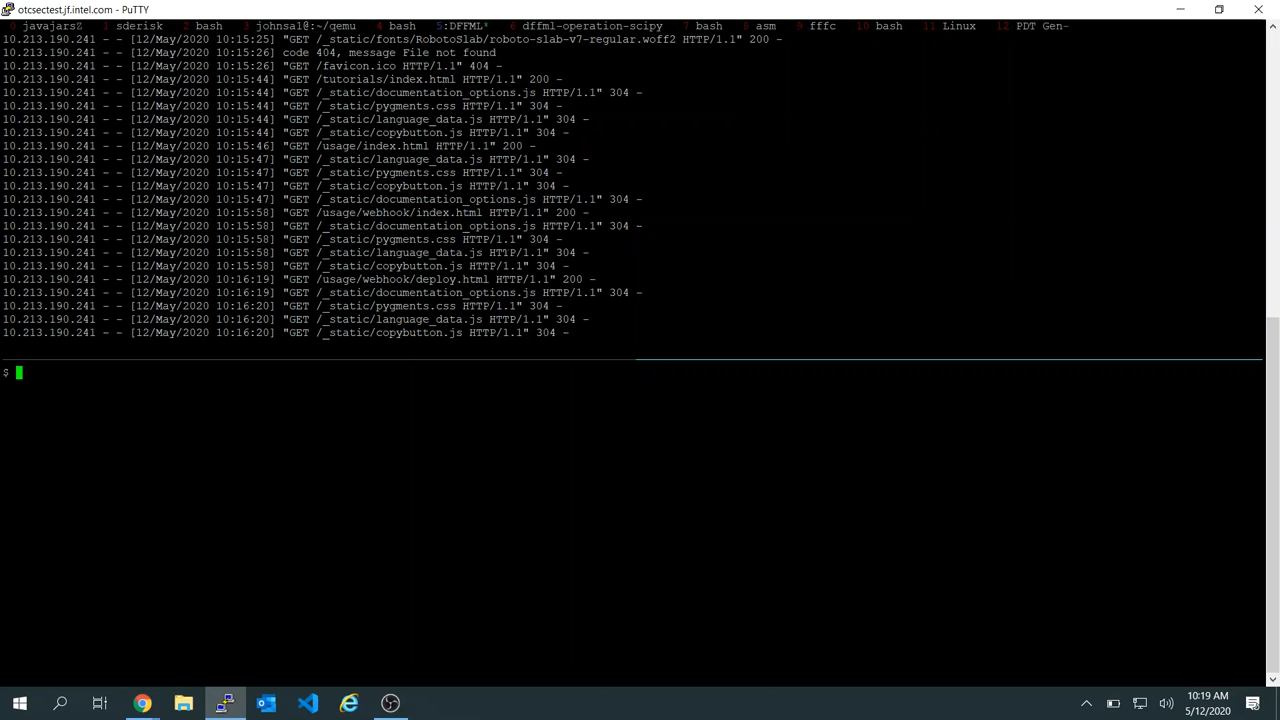 otcsectest.jf.intel.com - PuTTY
0 javajarsZ 1 sderisk 2 bash 3 johnsa1@:~/qemu 4 bash 5:DFFML* 6 dffml-operation-scipy 7 bash 8 asm 9 fffc 10 bash 11 Linux 12 PDT Gen-
10.213.190.241 - - [12/May/2020 10:15:25] "GET /_static/fonts/RobotoSlab/roboto-slab-v7-regular.woff2 HTTP/1.1" 200 -
10.213.190.241 - - [12/May/2020 10:15:26] code 404, message File not found
10.213.190.241 - - [12/May/2020 10:15:26] "GET /favicon.ico HTTP/1.1" 404 -
10.213.190.241 - - [12/May/2020 10:15:44] "GET /tutorials/index.html HTTP/1.1" 200 -
10.213.190.241 - - [12/May/2020 10:15:44] "GET /_static/documentation_options.js HTTP/1.1" 304 -
10.213.190.241 - - [12/May/2020 10:15:44] "GET /_static/pygments.css HTTP/1.1" 304 -
10.213.190.241 - - [12/May/2020 10:15:44] "GET /_static/language_data.js HTTP/1.1" 304 -
10.213.190.241 - - [12/May/2020 10:15:44] "GET /_static/copybutton.js HTTP/1.1" 304 -
10.213.190.241 - - [12/May/2020 10:15:46] "GET /usage/index.html HTTP/1.1" 200 -
10.213.190.241 - - [12/May/2020 10:15:47] "GET /_static/language_data.js HTTP/1.1" 304 -
10.213.190.241 - - [12/May/2020 10:15:47] "GET /_static/pygments.css HTTP/1.1" 304 -
10.213.190.241 - - [12/May/2020 10:15:47] "GET /_static/copybutton.js HTTP/1.1" 304 -
10.213.190.241 - - [12/May/2020 10:15:47] "GET /_static/documentation_options.js HTTP/1.1" 304 -
10.213.190.241 - - [12/May/2020 10:15:58] "GET /usage/webhook/index.html HTTP/1.1" 200 -
10.213.190.241 - - [12/May/2020 10:15:58] "GET /_static/documentation_options.js HTTP/1.1" 304 -
10.213.190.241 - - [12/May/2020 10:15:58] "GET /_static/pygments.css HTTP/1.1" 304 -
10.213.190.241 - - [12/May/2020 10:15:58] "GET /_static/language_data.js HTTP/1.1" 304 -
10.213.190.241 - - [12/May/2020 10:15:58] "GET /_static/copybutton.js HTTP/1.1" 304 -
10.213.190.241 - - [12/May/2020 10:16:19] "GET /usage/webhook/deploy.html HTTP/1.1" 200 -
10.213.190.241 - - [12/May/2020 10:16:19] "GET /_static/documentation_options.js HTTP/1.1" 304 -
10.213.190.241 - - [12/May/2020 10:16:20] "GET /_static/pygments.css HTTP/1.1" 304 -
10.213.190.241 - - [12/May/2020 10:16:20] "GET /_static/language_data.js HTTP/1.1" 304 -
10.213.190.241 - - [12/May/2020 10:16:20] "GET /_static/copybutton.js HTTP/1.1" 304 -
$
10:19 AM
5/12/2020